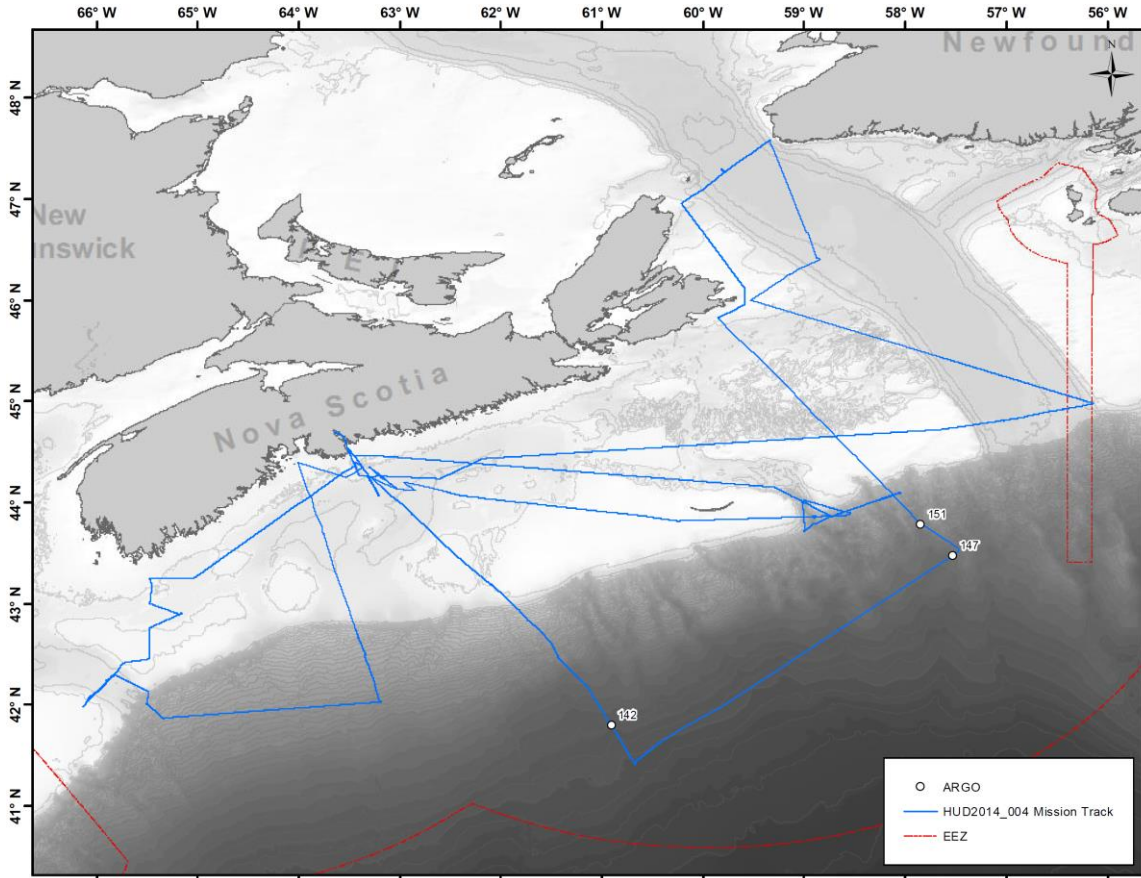 66° W 65° W 64° W 63° W 62° W 61° W 60° W 59° W 58° W 57° W 56° W
Newfound
N
48° N
47° N
New
unswick
P E I
46° N
45° N
Nova Scotia
44° N
151
147
43° N
42° N
142
41° N
ARGO
HUD2014_004 Mission Track
EEZ